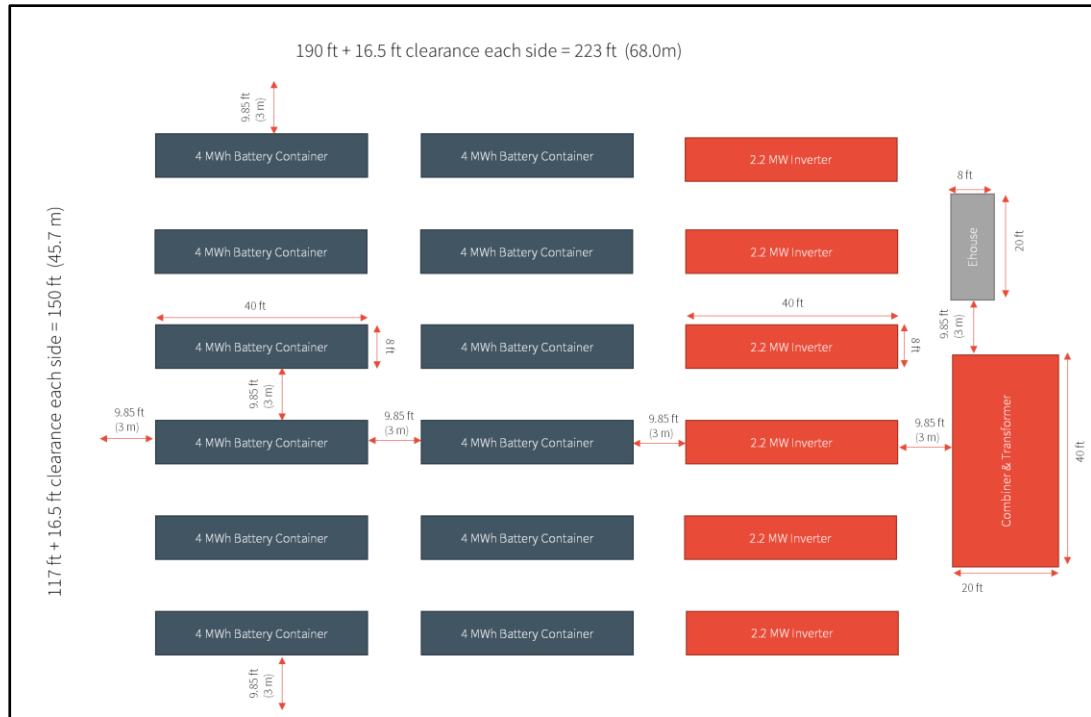 190 ft + 16.5 ft clearance each side = 223 ft (68.0m)
117 ft + 16.5 ft clearance each side = 150 ft (45.7 m)
9.85 ft
(3 m)
4 MWh Battery Container
4 MWh Battery Container
2.2 MW Inverter
8 ft
Ehouse
20 ft
4 MWh Battery Container
4 MWh Battery Container
2.2 MW Inverter
40 ft
40 ft
4 MWh Battery Container
8 ft
4 MWh Battery Container
2.2 MW Inverter
8 ft
9.85 ft
(3 m)
9.85 ft
(3 m)
9.85 ft
(3 m)
4 MWh Battery Container
9.85 ft
(3 m)
4 MWh Battery Container
9.85 ft
(3 m)
2.2 MW Inverter
9.85 ft
(3 m)
Combiner & Transformer
40 ft
20 ft
4 MWh Battery Container
4 MWh Battery Container
2.2 MW Inverter
4 MWh Battery Container
4 MWh Battery Container
2.2 MW Inverter
9.85 ft
(3 m)